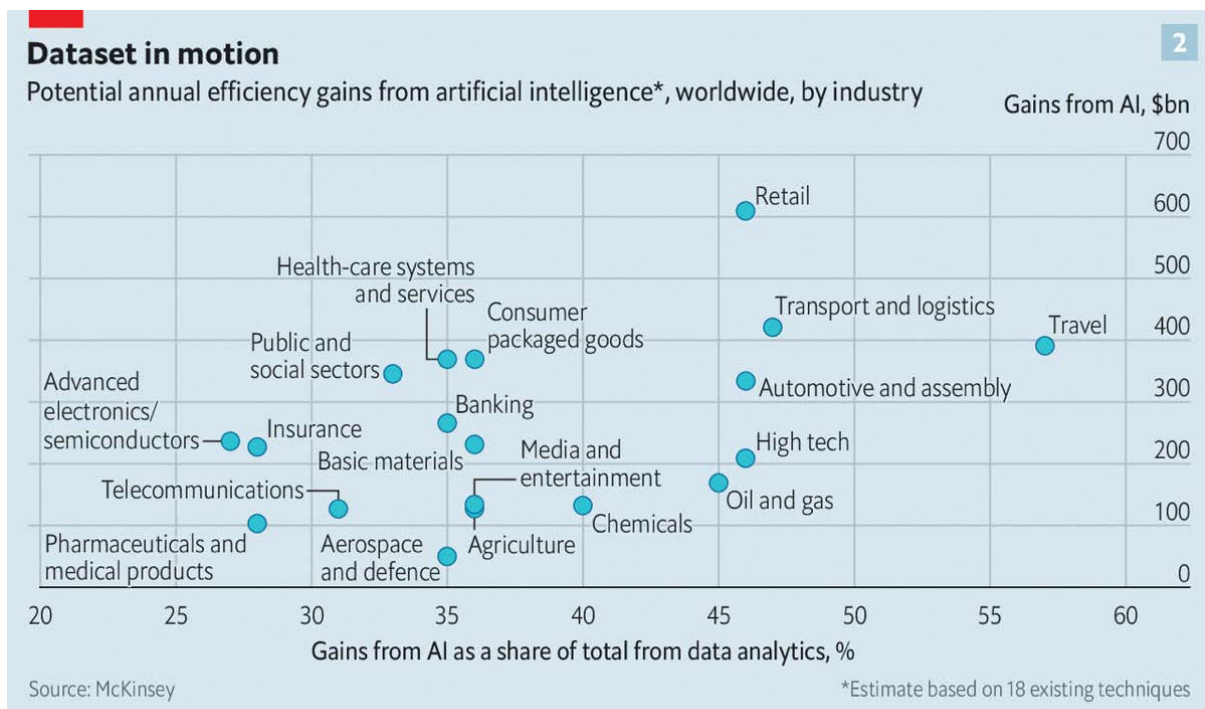 2
Dataset in motion
Potential annual efficiency gains from artificial intelligence*, worldwide, by industry
Gains from AI, $bn
700
Retail
600
Health-care systems
and services
500
Consumer
packaged goods
Transport and logistics
Travel
400
Public and
social sectors
Advanced
electronics/
semiconductors
Automotive and assembly
300
Banking
Insurance
Basic materials
Media and
entertainment
High tech
200
Telecommunications
Oil and gas
Chemicals
100
Pharmaceuticals and
medical products
Aerospace
and defence
Agriculture
0
20 25 30 35 40 45 50 55 60
Gains from AI as a share of total from data analytics, %
Source: McKinsey
*Estimate based on 18 existing techniques